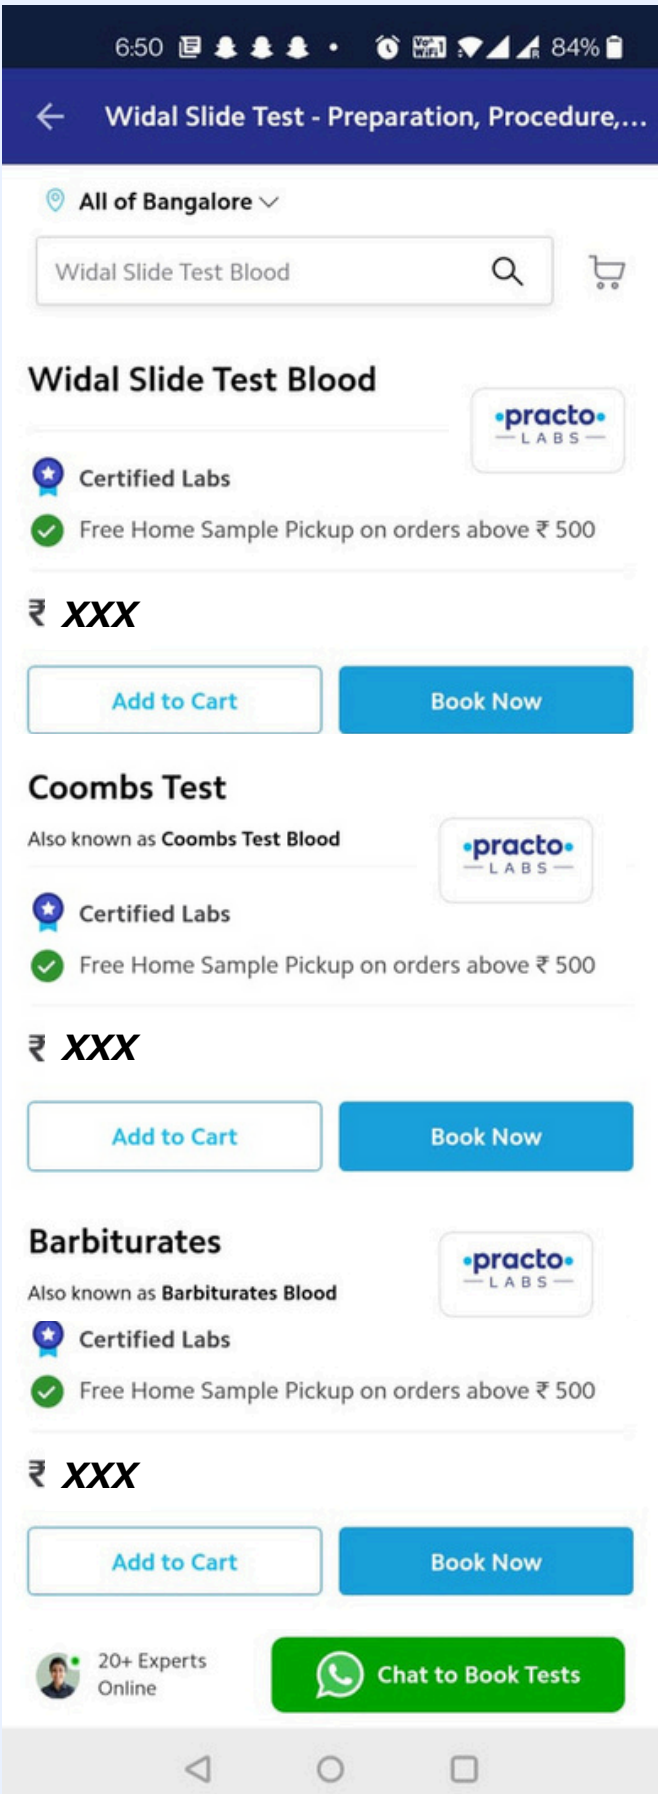 6:50 84%
Widal Slide Test - Preparation, Procedure,...
All of Bangalore
Widal Slide Test Blood
Widal Slide Test Blood
practo
LABS
Certified Labs
Free Home Sample Pickup on orders above ₹ 500
₹ XXX
Add to Cart Book Now
Coombs Test
Also known as Coombs Test Blood
practo
LABS
Certified Labs
Free Home Sample Pickup on orders above ₹ 500
₹ XXX
Add to Cart Book Now
Barbiturates
Also known as Barbiturates Blood
practo
LABS
Certified Labs
Free Home Sample Pickup on orders above ₹ 500
₹ XXX
Add to Cart Book Now
20+ Experts
Online
Chat to Book Tests